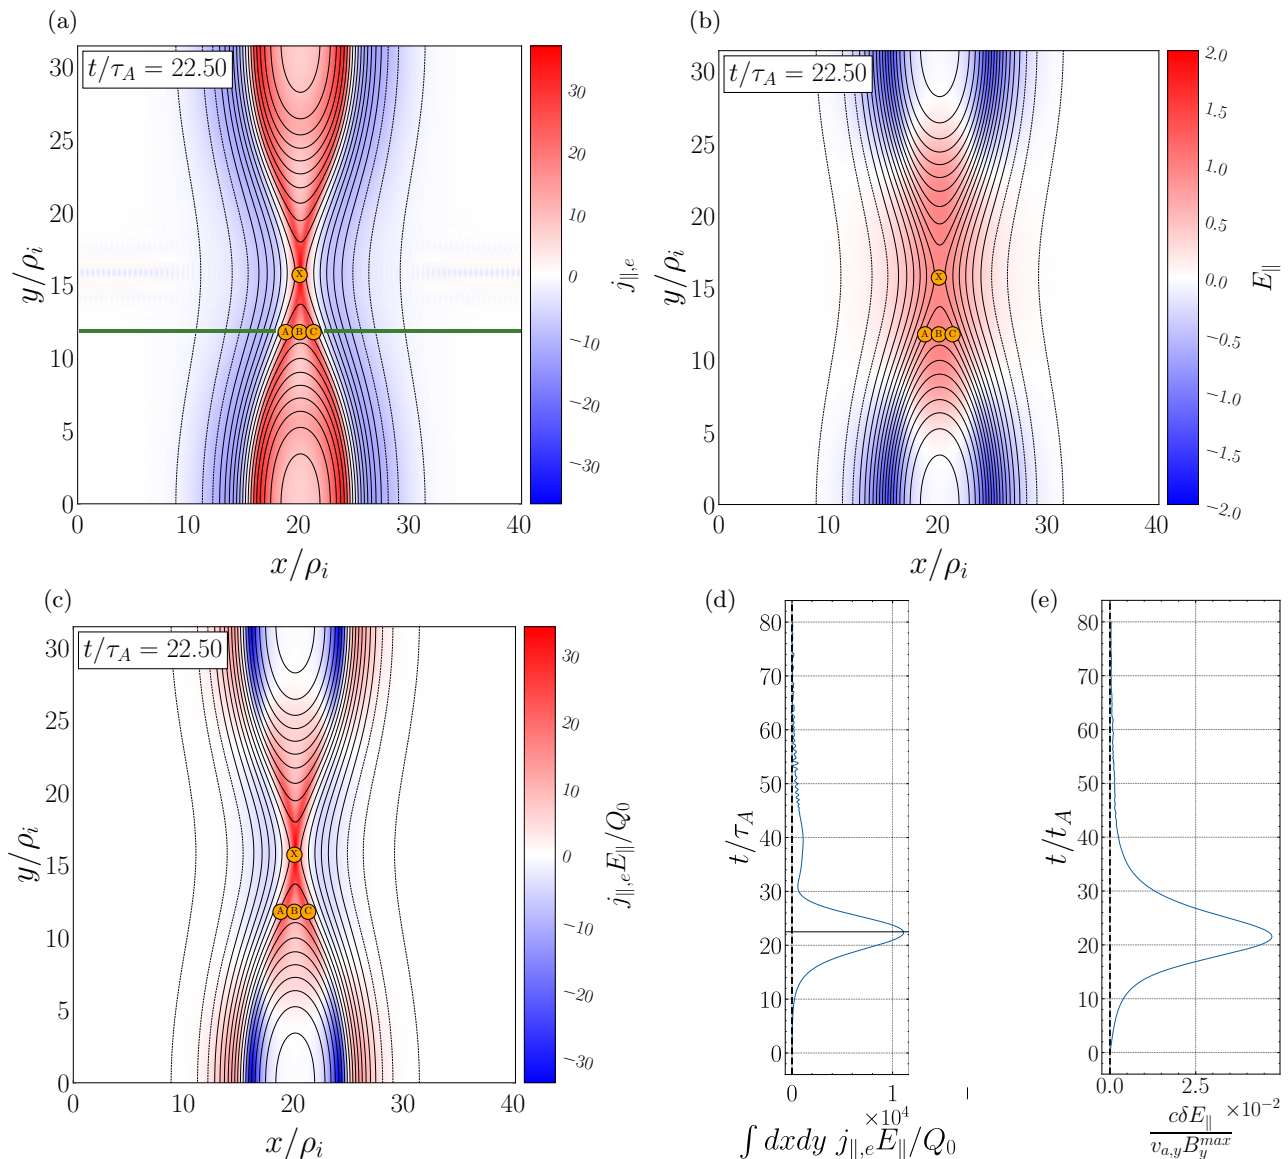 (a)
t/τ_A = 22.50
30
25
20
15
10
5
0
y/ρ_i
X
A B C
0 10 20 30 40
x/ρ_i
30
20
10
0
−10
−20
−30
j_{∥,e}
(b)
t/τ_A = 22.50
30
25
20
15
10
5
0
y/ρ_i
X
A B C
10 20 30 40
x/ρ_i
2.0
1.5
1.0
0.5
0.0
−0.5
−1.0
−1.5
−2.0
E_∥
(c)
t/τ_A = 22.50
30
25
20
15
10
5
0
y/ρ_i
X
A B C
0 10 20 30 40
x/ρ_i
30
20
10
0
−10
−20
−30
j_{∥,e}E_∥/Q_0
(d)
80
70
60
50
40
30
20
10
0
t/τ_A
0 1
×10^4
∫ dxdy j_{∥,e}E_∥/Q_0
(e)
80
70
60
50
40
30
20
10
0
t/t_A
0.0 2.5
×10^{−2}
cδE_∥
v_{a,y}B_y^{max}